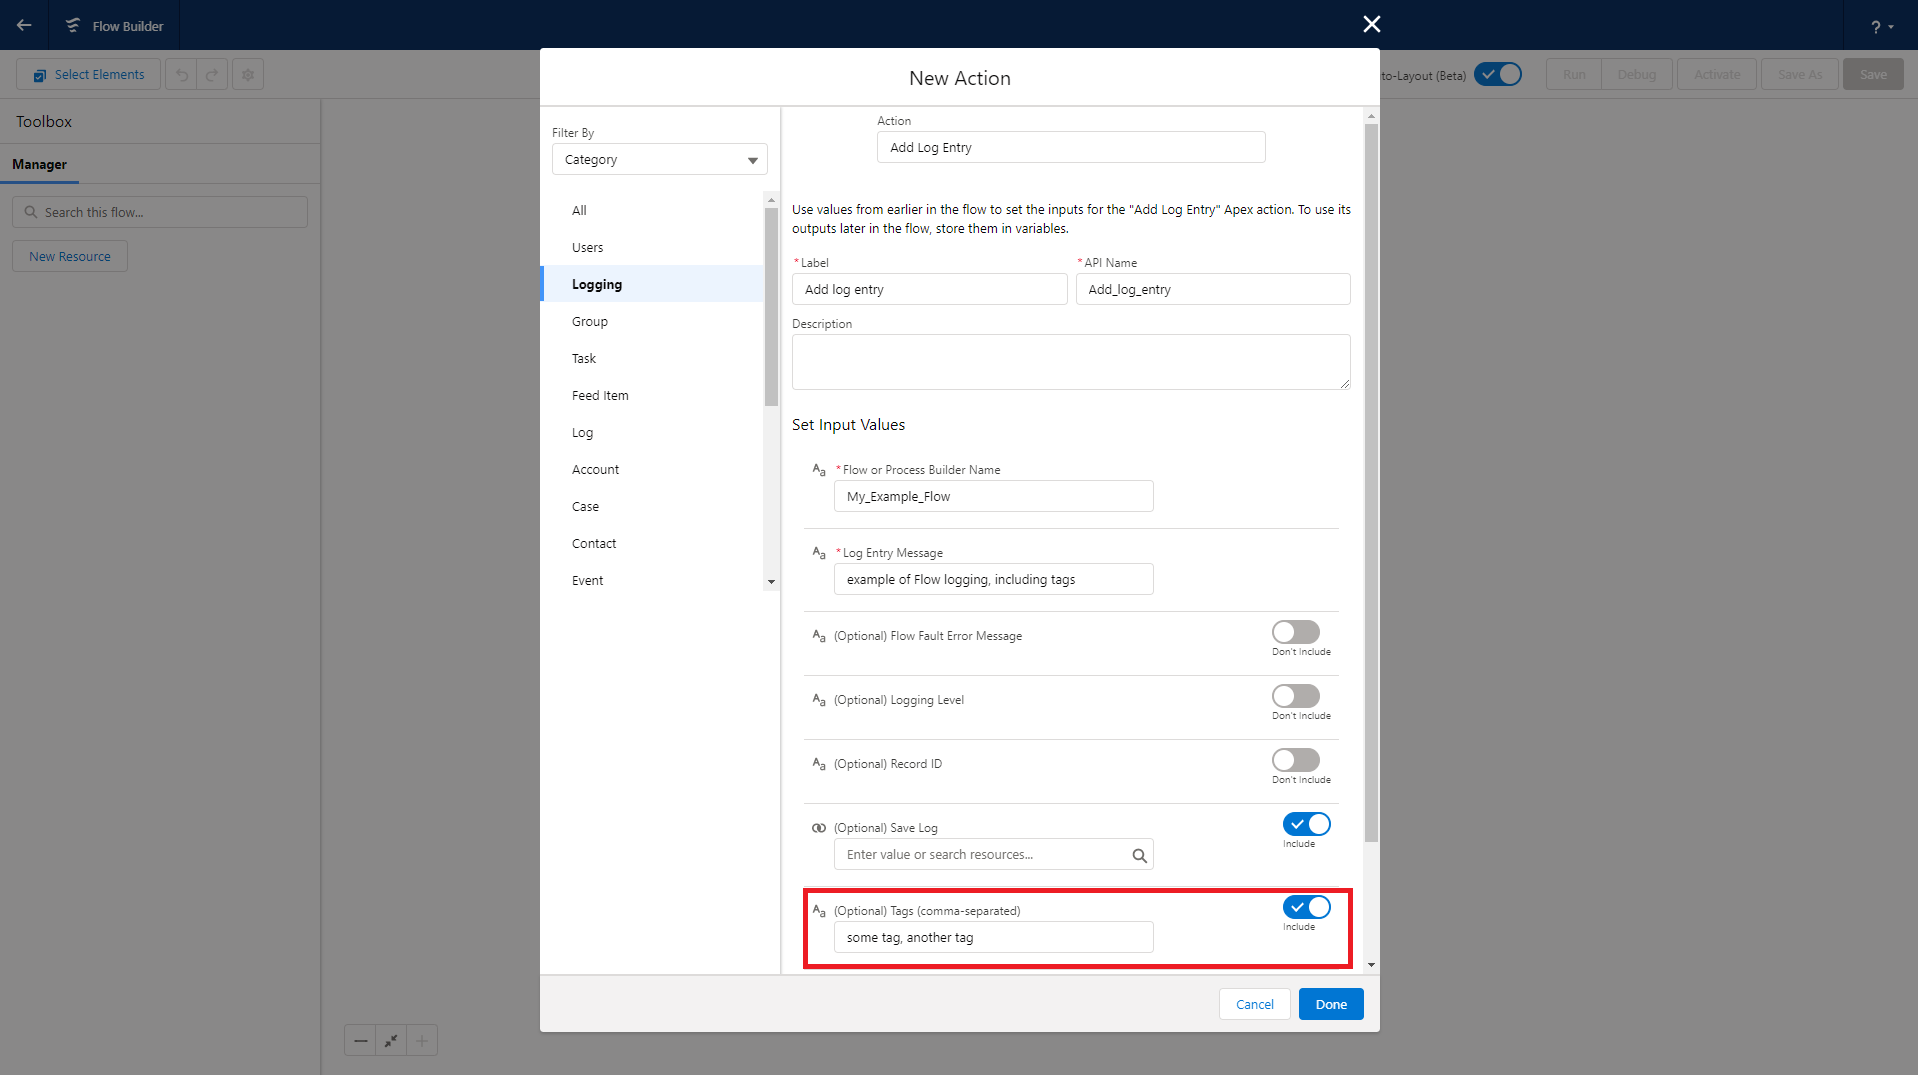 Flow Builder
?
New Action
Select Elements
to-Layout (Beta)
Run
Debug
Activate
Save As
Save
Toolbox
Manager
Search this flow...
New Resource
Filter By
Category
All
Users
Logging
Group
Task
Feed Item
Log
Account
Case
Contact
Event
Action
Add Log Entry
Use values from earlier in the flow to set the inputs for the "Add Log Entry" Apex action. To use its
outputs later in the flow, store them in variables.
*Label
Add log entry
*API Name
Add_log_entry
Description
Set Input Values
Aa *Flow or Process Builder Name
My_Example_Flow
Aa *Log Entry Message
example of Flow logging, including tags
Aa (Optional) Flow Fault Error Message
Don't Include
Aa (Optional) Logging Level
Don't Include
Aa (Optional) Record ID
Don't Include
(Optional) Save Log
Enter value or search resources...
Include
Aa (Optional) Tags (comma-separated)
some tag, another tag
Include
Cancel
Done